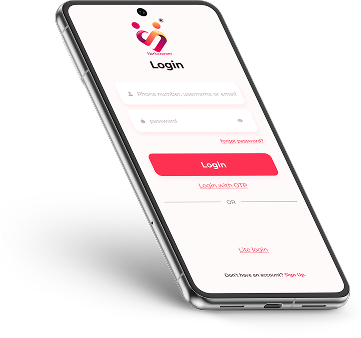 Login
Phone number, username or email
password
forgot password?
Login
Login with OTP
OR
Lite login
Don't have an account? Sign Up.